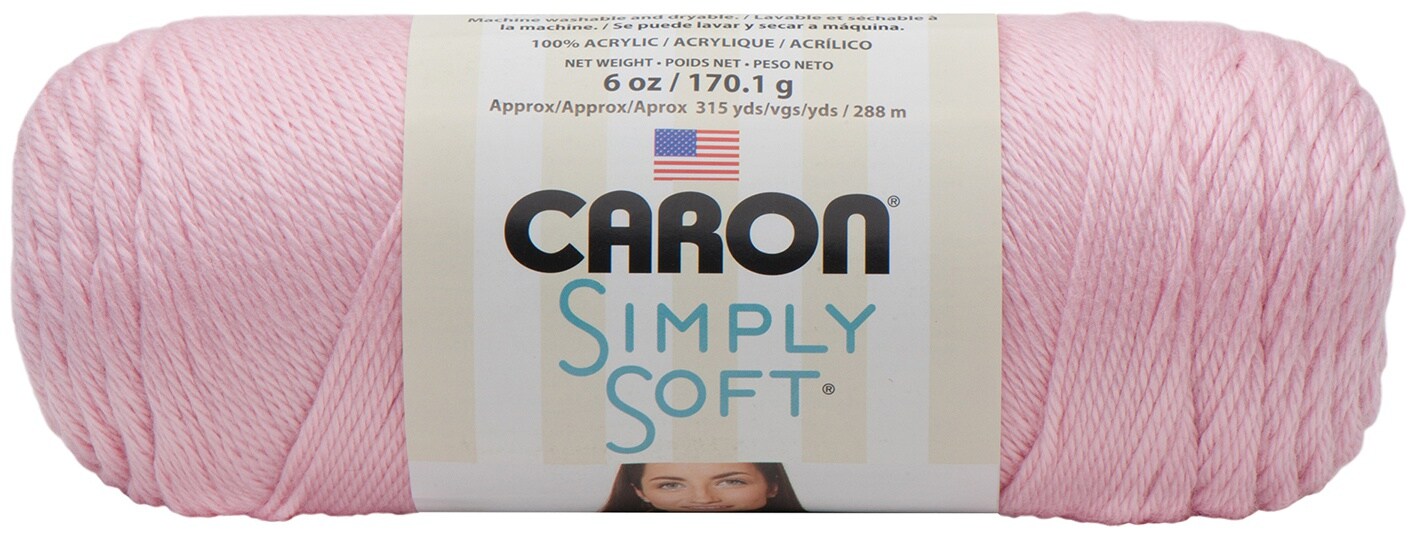 Machine washable and dryable. / Lavable et séchable à
la machine. / Se puede lavar y secar a máquina.
100% ACRYLIC / ACRYLIQUE / ACRÍLICO
NET WEIGHT • POIDS NET • PESO NETO
6 oz / 170.1 g
Approx/Approx/Aprox 315 yds/vgs/yds / 288 m
CARON®
SIMPLY
SOFT®